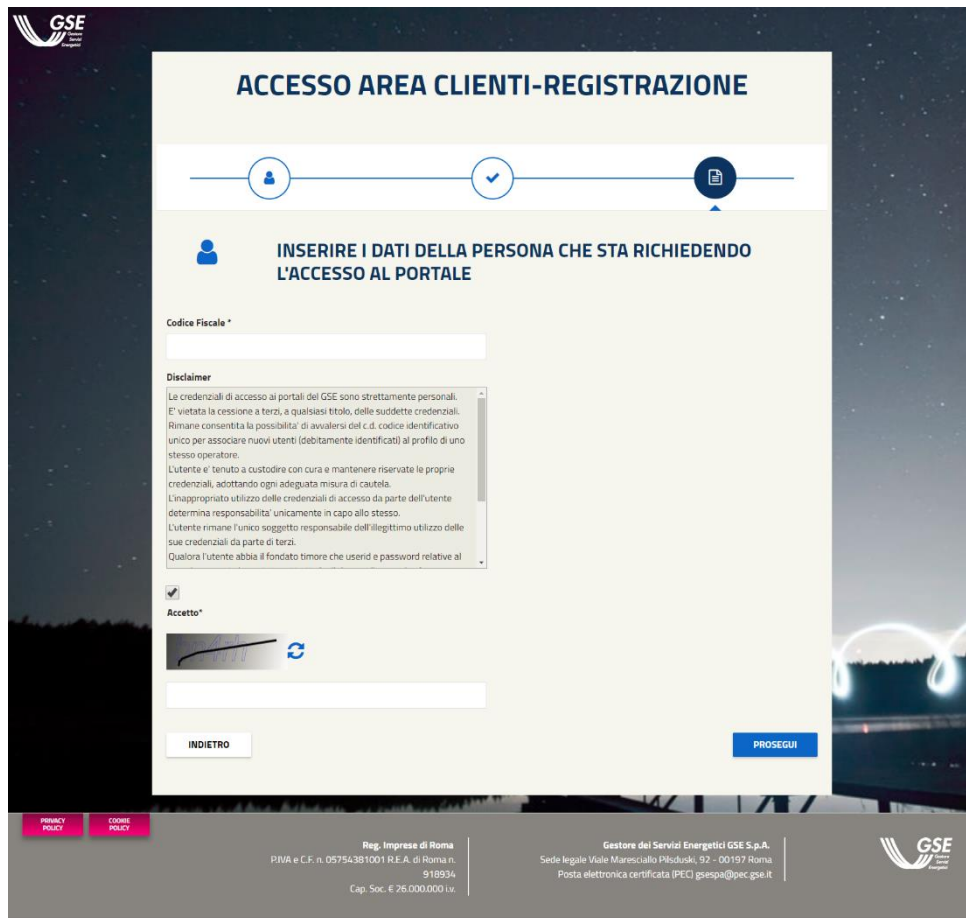 GSE
Gestore
Servizi
Energetici
ACCESSO AREA CLIENTI-REGISTRAZIONE
INSERIRE I DATI DELLA PERSONA CHE STA RICHIEDENDO
L'ACCESSO AL PORTALE
Codice Fiscale *
Disclaimer
Le credenziali di accesso ai portali del GSE sono strettamente personali.
E' vietata la cessione a terzi, a qualsiasi titolo, delle suddette credenziali.
Rimane consentita la possibilita' di avvalersi del c.d. codice identificativo
unico per associare nuovi utenti (debitamente identificati) al profilo di uno
stesso operatore.
L'utente e' tenuto a custodire con cura e mantenere riservate le proprie
credenziali, adottando ogni adeguata misura di cautela.
L'inappropriato utilizzo delle credenziali di accesso da parte dell'utente
determina responsabilita' unicamente in capo allo stesso.
L'utente rimane l'unico soggetto responsabile dell'illegittimo utilizzo delle
sue credenziali da parte di terzi.
Qualora l'utente abbia il fondato timore che userid e password relative al
Accetto*
INDIETRO
PROSEGUI
PRIVACY
POLICY
COOKIE
POLICY
Reg. Imprese di Roma
P.IVA e C.F. n. 05754381001 R.E.A. di Roma n.
918934
Cap. Soc. € 26.000.000 i.v.
Gestore dei Servizi Energetici GSE S.p.A.
Sede legale Viale Maresciallo Pilsduski, 92 - 00197 Roma
Posta elettronica certificata (PEC) gsespa@pec.gse.it
GSE
Gestore
Servizi
Energetici